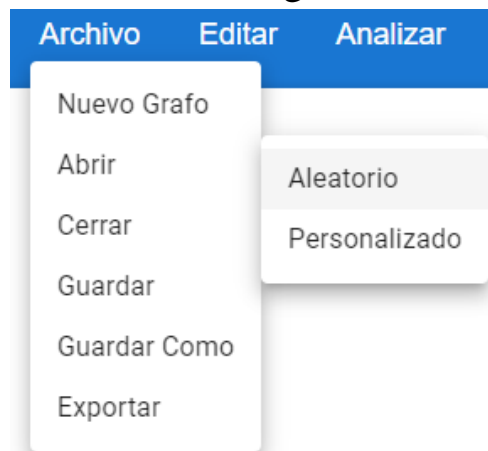 Archivo Editar Analizar
Nuevo Grafo
Abrir
Cerrar
Guardar
Guardar Como
Exportar
Aleatorio
Personalizado